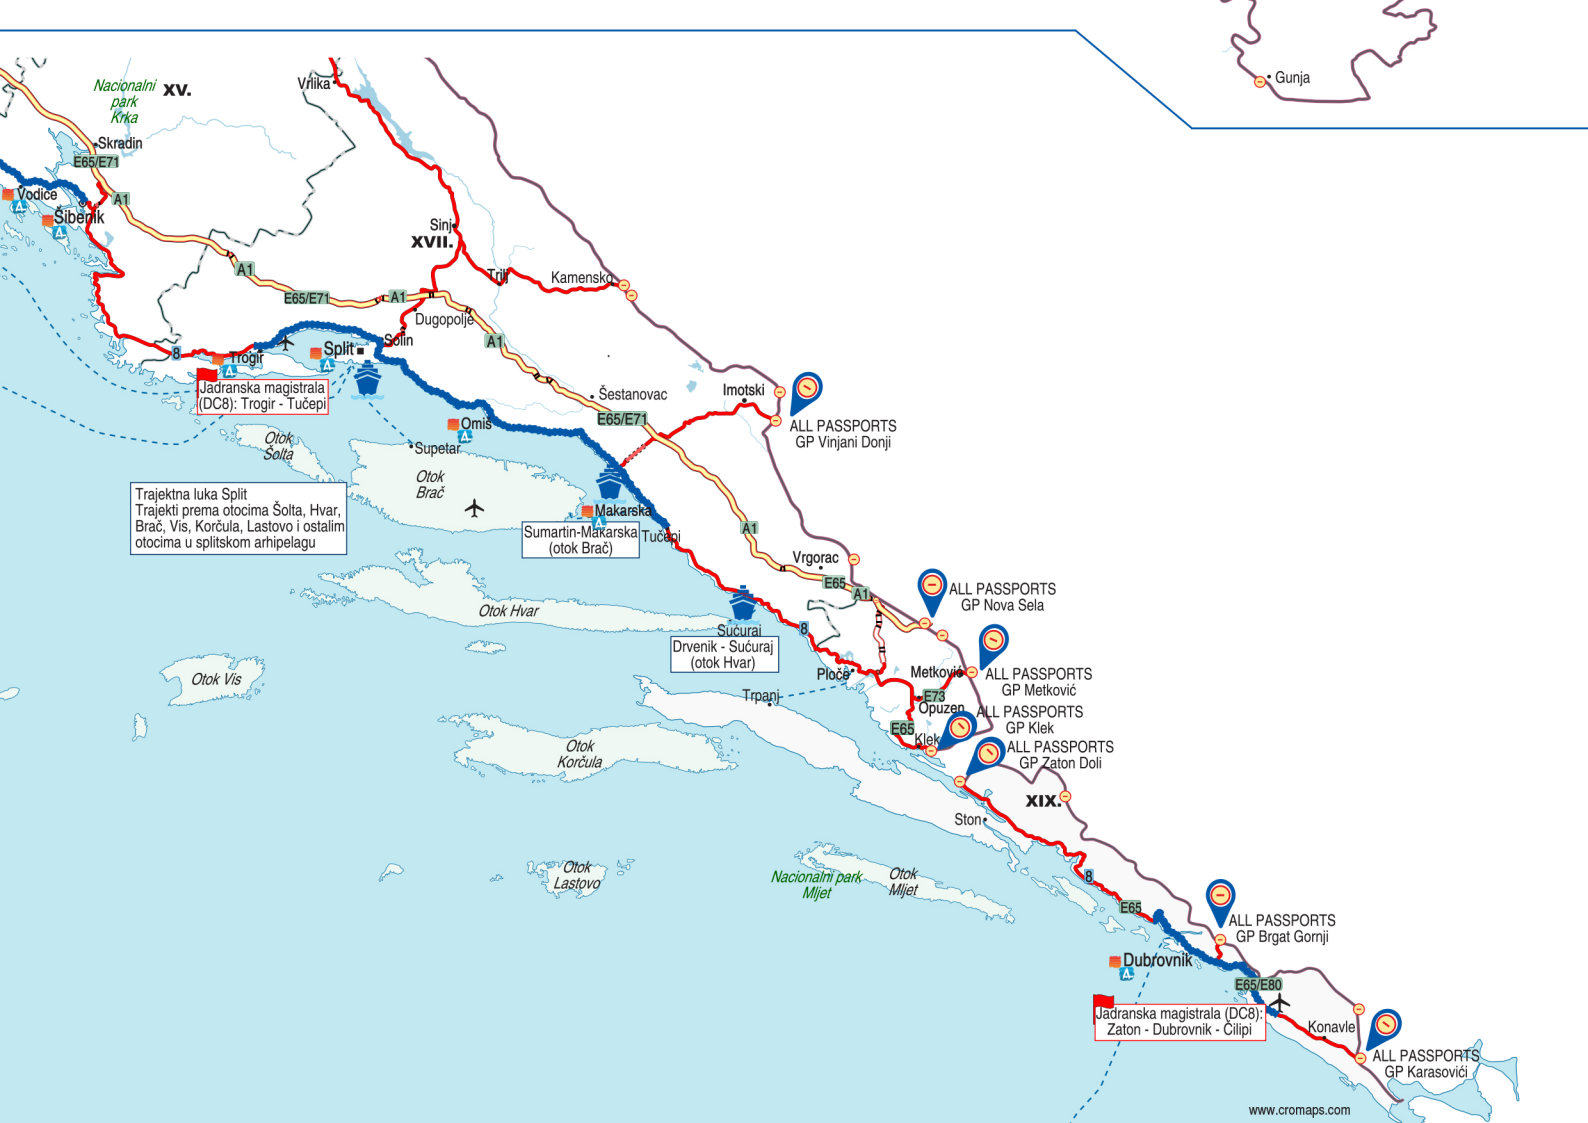 Gunja
Vrlika
Nacionalni
park
Krka
XV.
Skradin
E65/E71
A1
Vodice
Šibenik
Sinj
XVII.
Trilj
Kamensko
A1
E65/E71
A1
Dugopolje
A1
Solin
Split
8
Trogir
Jadranska magistrala
(DC8): Trogir - Tučepi
Šestanovac
Imotski
E65/E71
ALL PASSPORTS
GP Vinjani Donji
Omiš
Otok
Šolta
Supetar
Otok
Brač
Trajektna luka Split
Trajekti prema otocima Šolta, Hvar,
Brač, Vis, Korčula, Lastovo i ostalim
otocima u splitskom arhipelagu
Makarska
Sumartin-Makarska
(otok Brač)
Tučepi
A1
Vrgorac
E65
A1
ALL PASSPORTS
GP Nova Sela
Otok Hvar
Sućuraj
8
Drvenik - Sućuraj
(otok Hvar)
Otok Vis
Ploče
Metković
ALL PASSPORTS
GP Metković
Trpanj
E73
Opuzen
ALL PASSPORTS
GP Klek
E65
Klek
ALL PASSPORTS
GP Zaton Doli
Otok
Korčula
XIX.
Ston
Otok
Lastovo
Nacionalni park
Mljet
Otok
Mljet
8
E65
ALL PASSPORTS
GP Brgat Gornji
Dubrovnik
E65/E80
Jadranska magistrala (DC8):
Zaton - Dubrovnik - Čilipi
Konavle
ALL PASSPORTS
GP Karasovići
www.cromaps.com